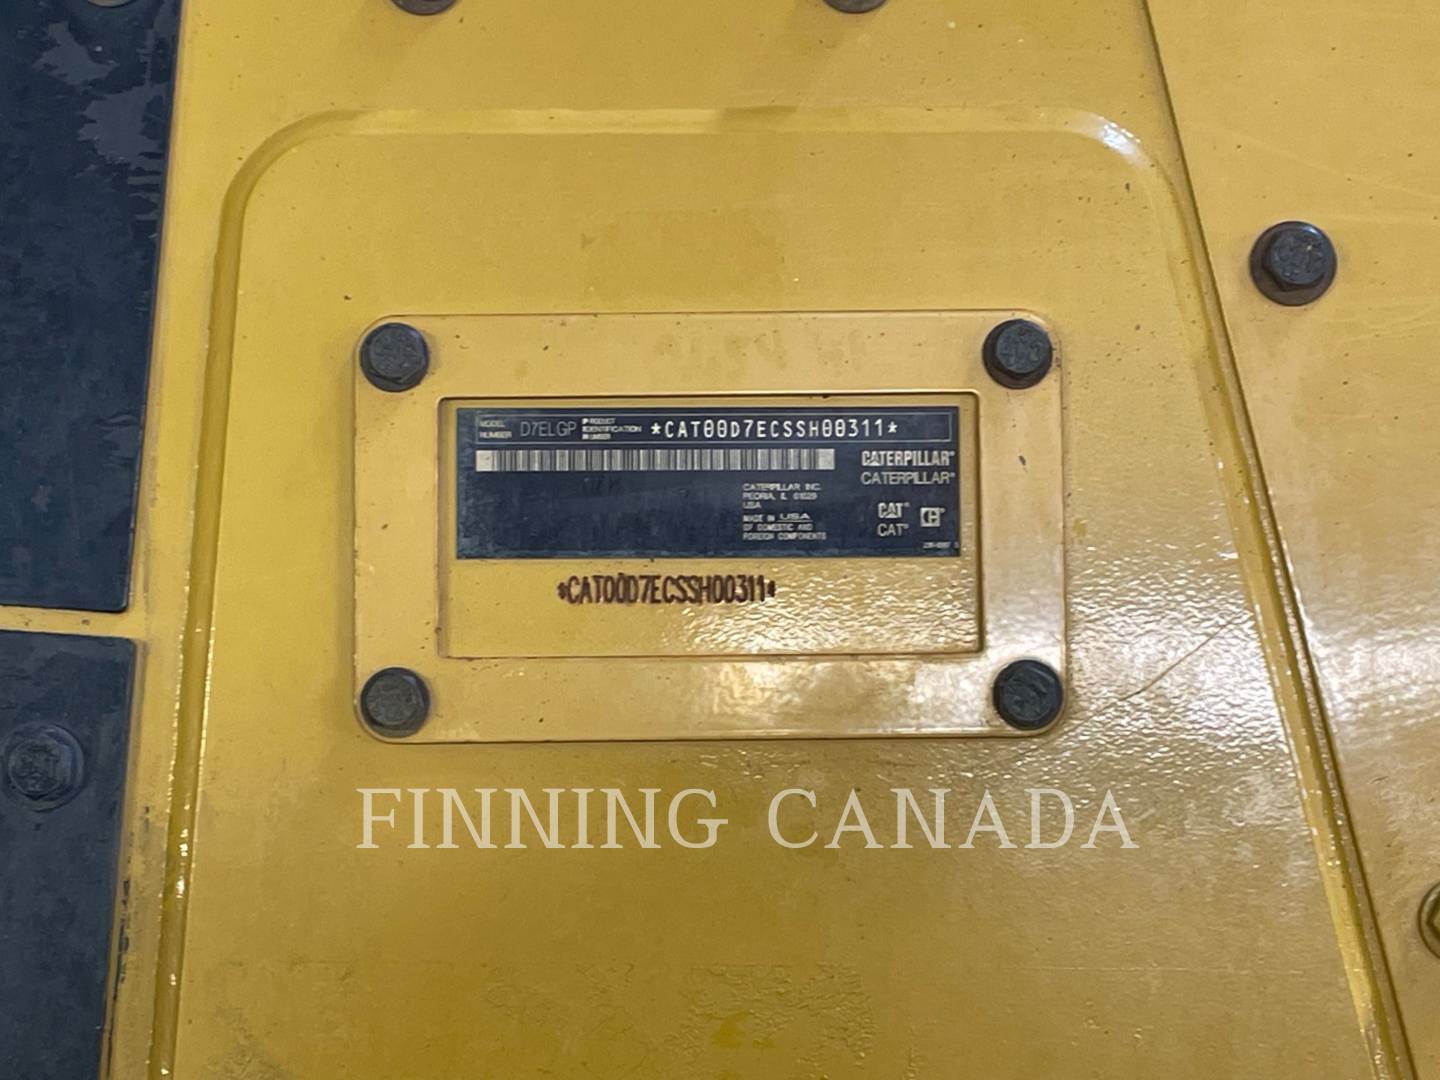 MODEL NUMBER D7ELGP PRODUCT IDENTIFICATION NUMBER *CAT00D7ECSSH00311*
CATERPILLAR®
CATERPILLAR®
CATERPILLAR INC.
PEORIA, IL 61629
USA
MADE IN USA
OF DOMESTIC AND
FOREIGN COMPONENTS
CAT®
CAT®
*CAT00D7ECSSH00311*
FINNING CANADA